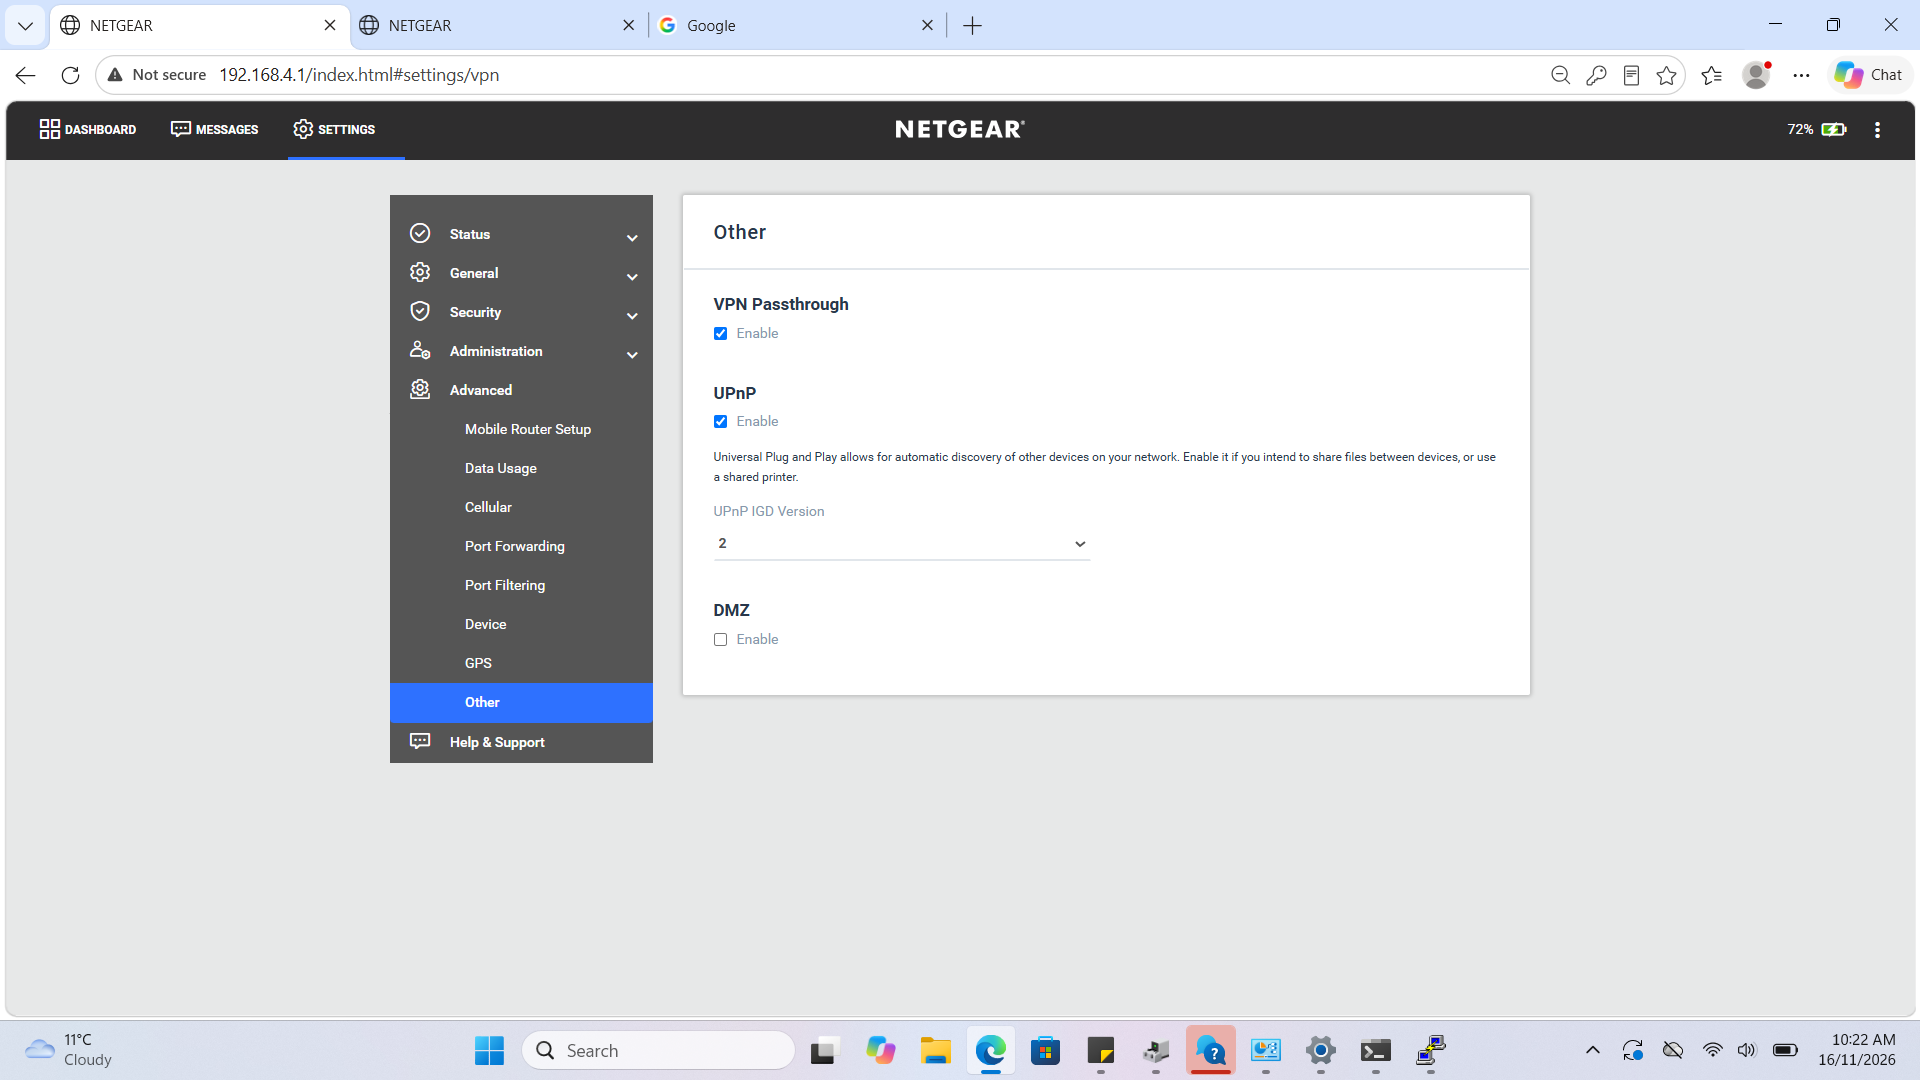 NETGEAR
NETGEAR
Google
Not secure
192.168.4.1/index.html#settings/vpn
Chat
DASHBOARD
MESSAGES
SETTINGS
NETGEAR
72%
Status
General
Security
Administration
Advanced
Mobile Router Setup
Data Usage
Cellular
Port Forwarding
Port Filtering
Device
GPS
Other
Help & Support
Other
VPN Passthrough
Enable
UPnP
Enable
Universal Plug and Play allows for automatic discovery of other devices on your network. Enable it if you intend to share files between devices, or use
a shared printer.
UPnP IGD Version
2
DMZ
Enable
11°C
Cloudy
Search
10:22 AM
16/11/2026